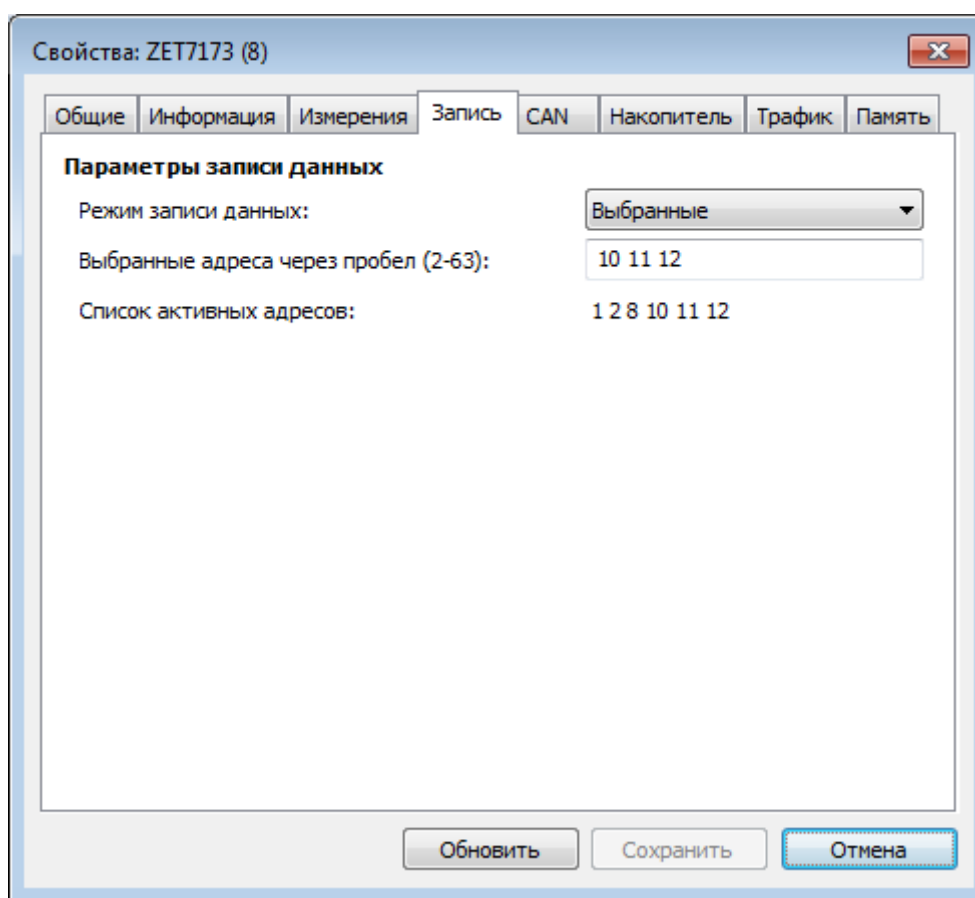 Свойства: ZET7173 (8)
Общие Информация Измерения Запись CAN Накопитель Трафик Память
Параметры записи данных
Режим записи данных: Выбранные
Выбранные адреса через пробел (2-63): 10 11 12
Список активных адресов: 1 2 8 10 11 12
Обновить Сохранить Отмена